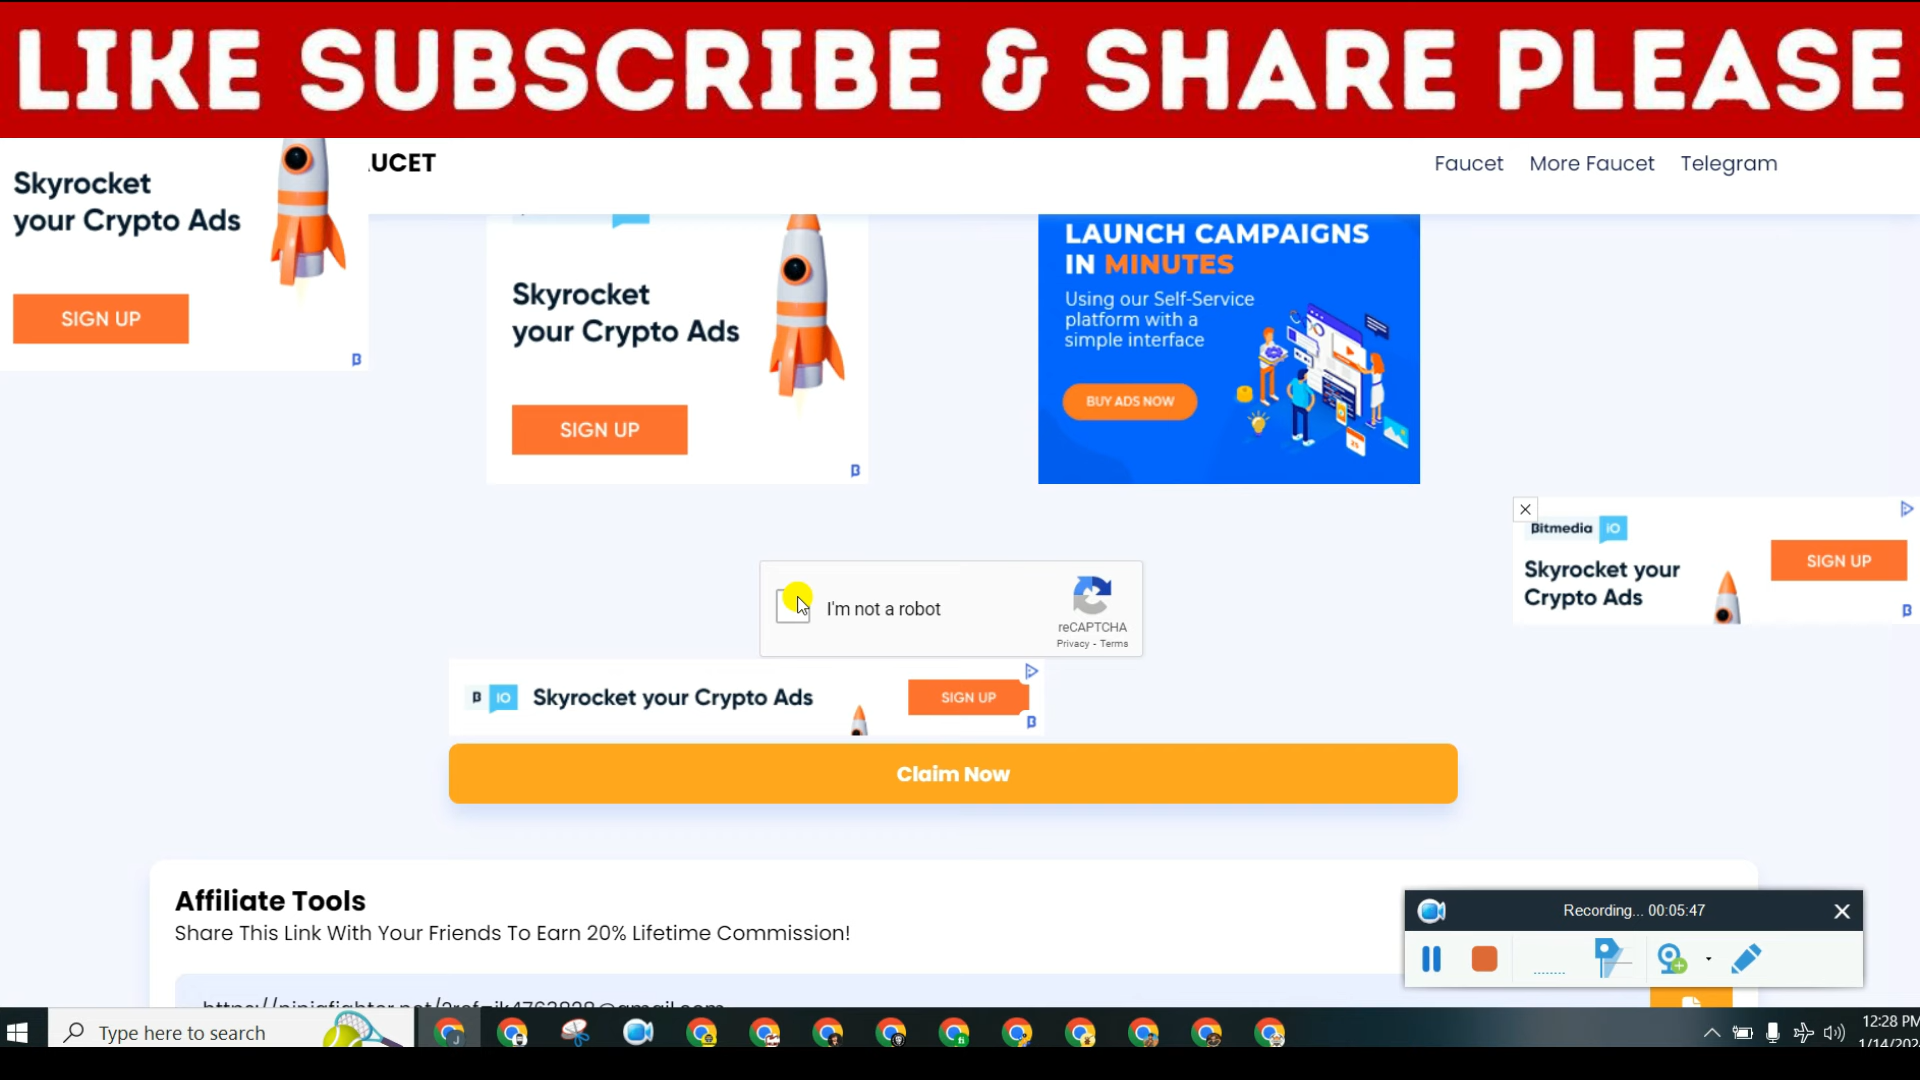 LIKE SUBSCRIBE & SHARE PLEASE
UCET
Faucet More Faucet Telegram
Skyrocket
your Crypto Ads
SIGN UP
Skyrocket
your Crypto Ads
SIGN UP
LAUNCH CAMPAIGNS
IN MINUTES
Using our Self-Service
platform with a
simple interface
BUY ADS NOW
Bitmedia IO
Skyrocket your
Crypto Ads
SIGN UP
I'm not a robot
reCAPTCHA
Privacy - Terms
B IO Skyrocket your Crypto Ads SIGN UP
Claim Now
Affiliate Tools
Share This Link With Your Friends To Earn 20% Lifetime Commission!
Recording... 00:05:47
Type here to search
12:28 PM